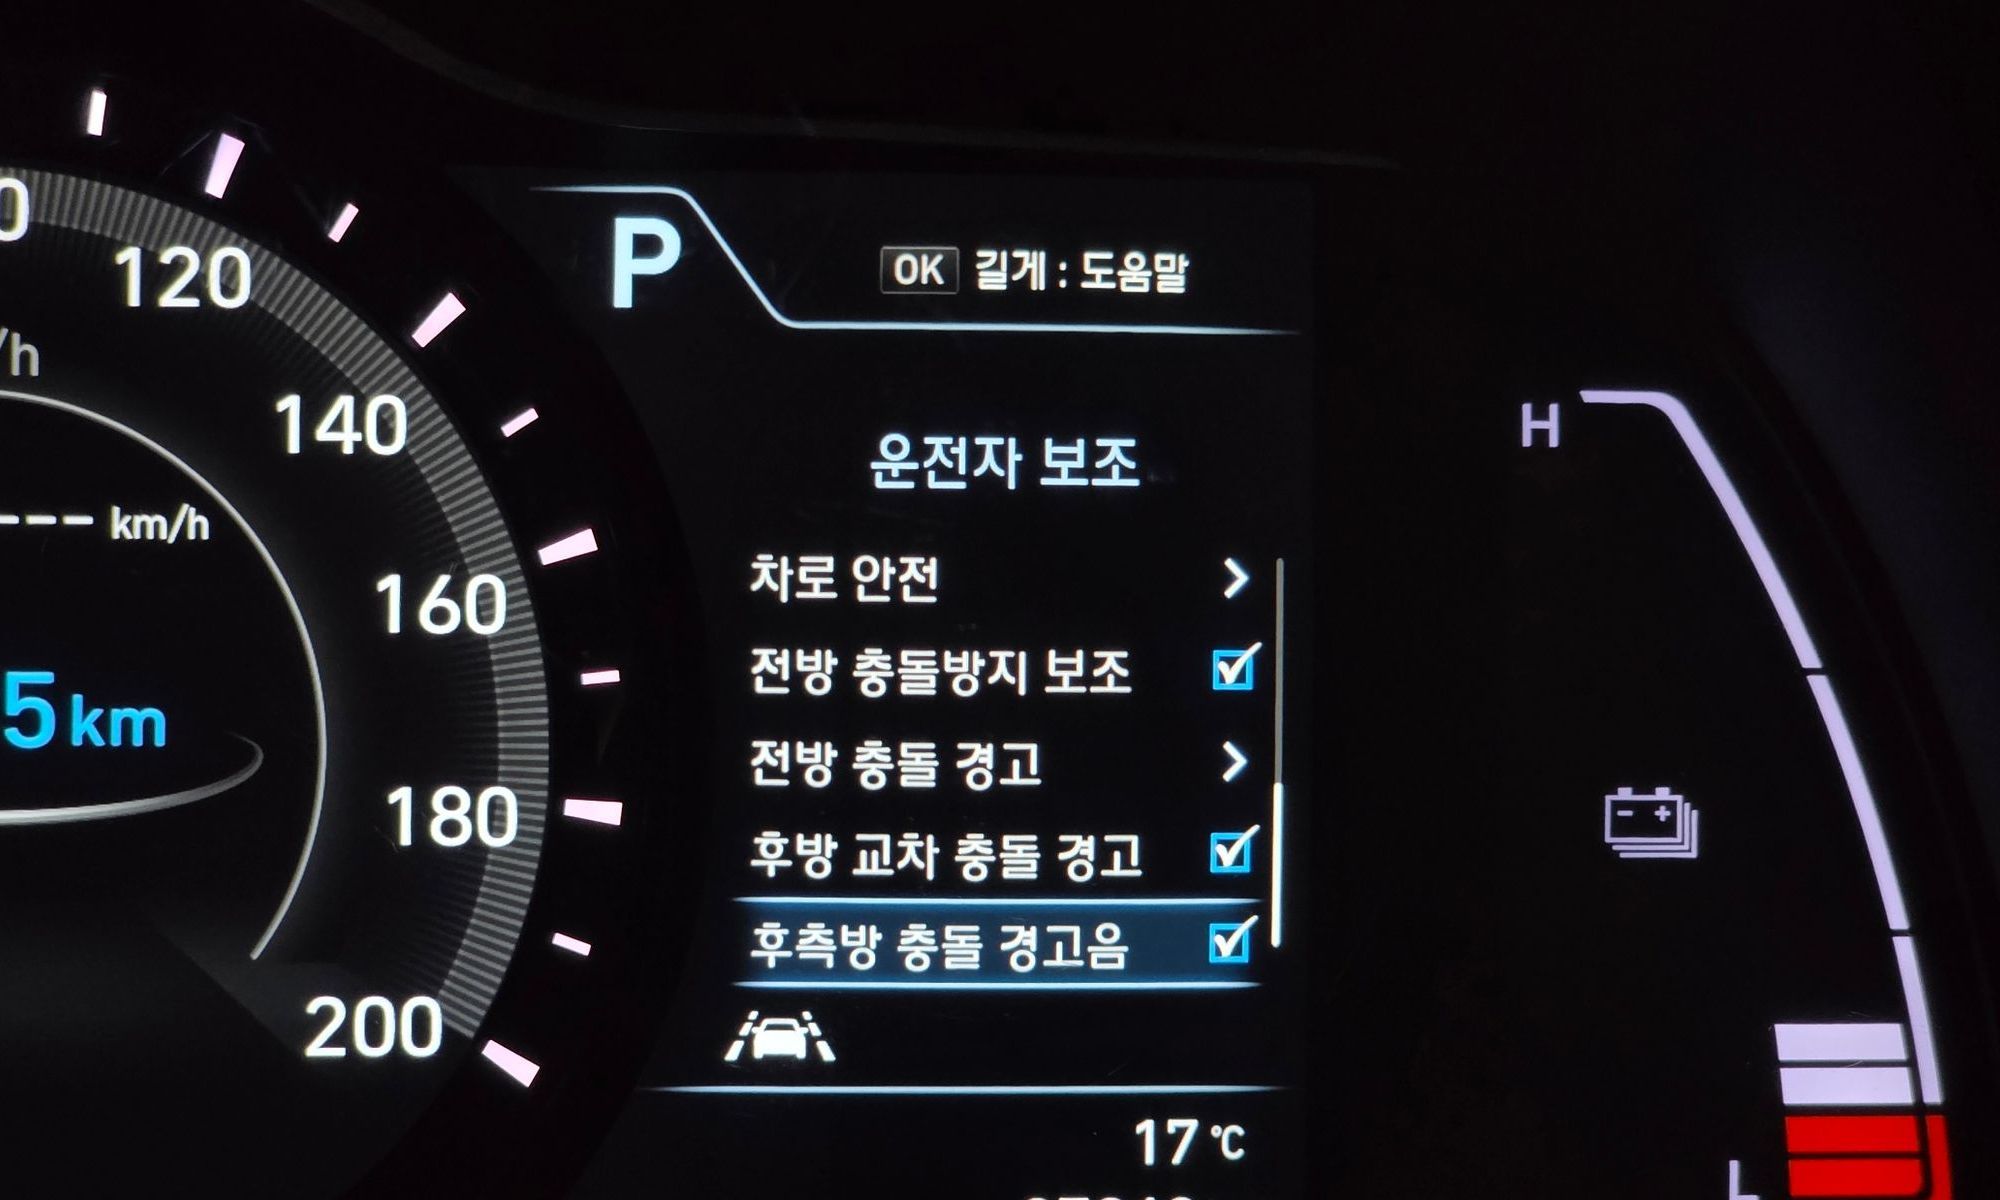 P
OK 길게 : 도움말
120
140
160
180
200
/h
--- km/h
5 km
운전자 보조
차로 안전
전방 충돌방지 보조
전방 충돌 경고
후방 교차 충돌 경고
후측방 충돌 경고음
17 ℃
H
- +
L